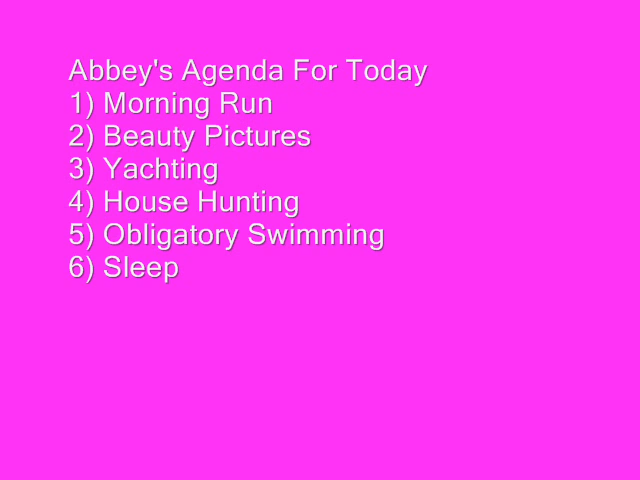 Abbey's Agenda For Today
1) Morning Run
2) Beauty Pictures
3) Yachting
4) House Hunting
5) Obligatory Swimming
6) Sleep